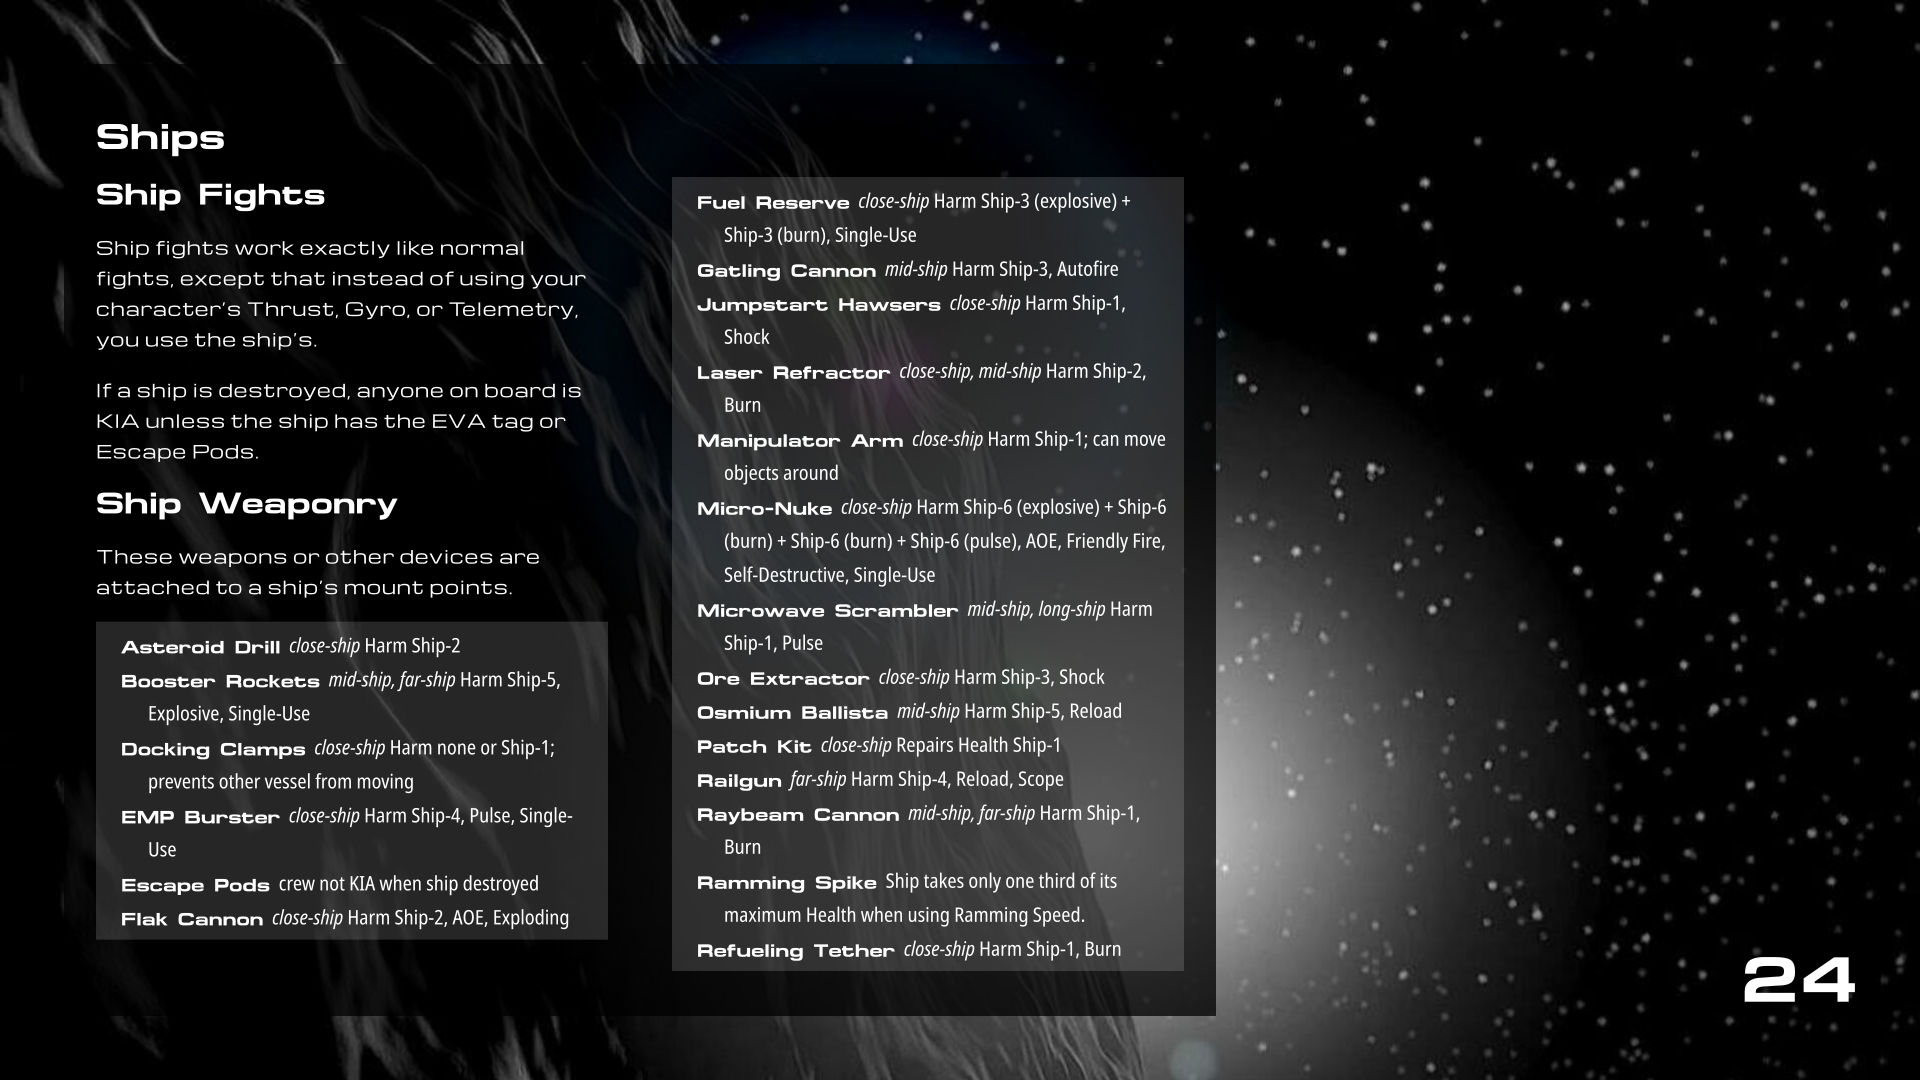 Ships
Ship Fights
Ship fights work exactly like normal
fights, except that instead of using your
character's Thrust, Gyro, or Telemetry,
you use the ship's.
If a ship is destroyed, anyone on board is
KIA unless the ship has the EVA tag or
Escape Pods.
Ship Weaponry
These weapons or other devices are
attached to a ship's mount points.
Asteroid Drill close-ship Harm Ship-2
Booster Rockets mid-ship, far-ship Harm Ship-5,
Explosive, Single-Use
Docking Clamps close-ship Harm none or Ship-1;
prevents other vessel from moving
EMP Burster close-ship Harm Ship-4, Pulse, Single-
Use
Escape Pods crew not KIA when ship destroyed
Flak Cannon close-ship Harm Ship-2, AOE, Exploding
Fuel Reserve close-ship Harm Ship-3 (explosive) +
Ship-3 (burn), Single-Use
Gatling Cannon mid-ship Harm Ship-3, Autofire
Jumpstart Hawsers close-ship Harm Ship-1,
Shock
Laser Refractor close-ship, mid-ship Harm Ship-2,
Burn
Manipulator Arm close-ship Harm Ship-1; can move
objects around
Micro-Nuke close-ship Harm Ship-6 (explosive) + Ship-6
(burn) + Ship-6 (burn) + Ship-6 (pulse), AOE, Friendly Fire,
Self-Destructive, Single-Use
Microwave Scrambler mid-ship, long-ship Harm
Ship-1, Pulse
Ore Extractor close-ship Harm Ship-3, Shock
Osmium Ballista mid-ship Harm Ship-5, Reload
Patch Kit close-ship Repairs Health Ship-1
Railgun far-ship Harm Ship-4, Reload, Scope
Raybeam Cannon mid-ship, far-ship Harm Ship-1,
Burn
Ramming Spike Ship takes only one third of its
maximum Health when using Ramming Speed.
Refueling Tether close-ship Harm Ship-1, Burn
24